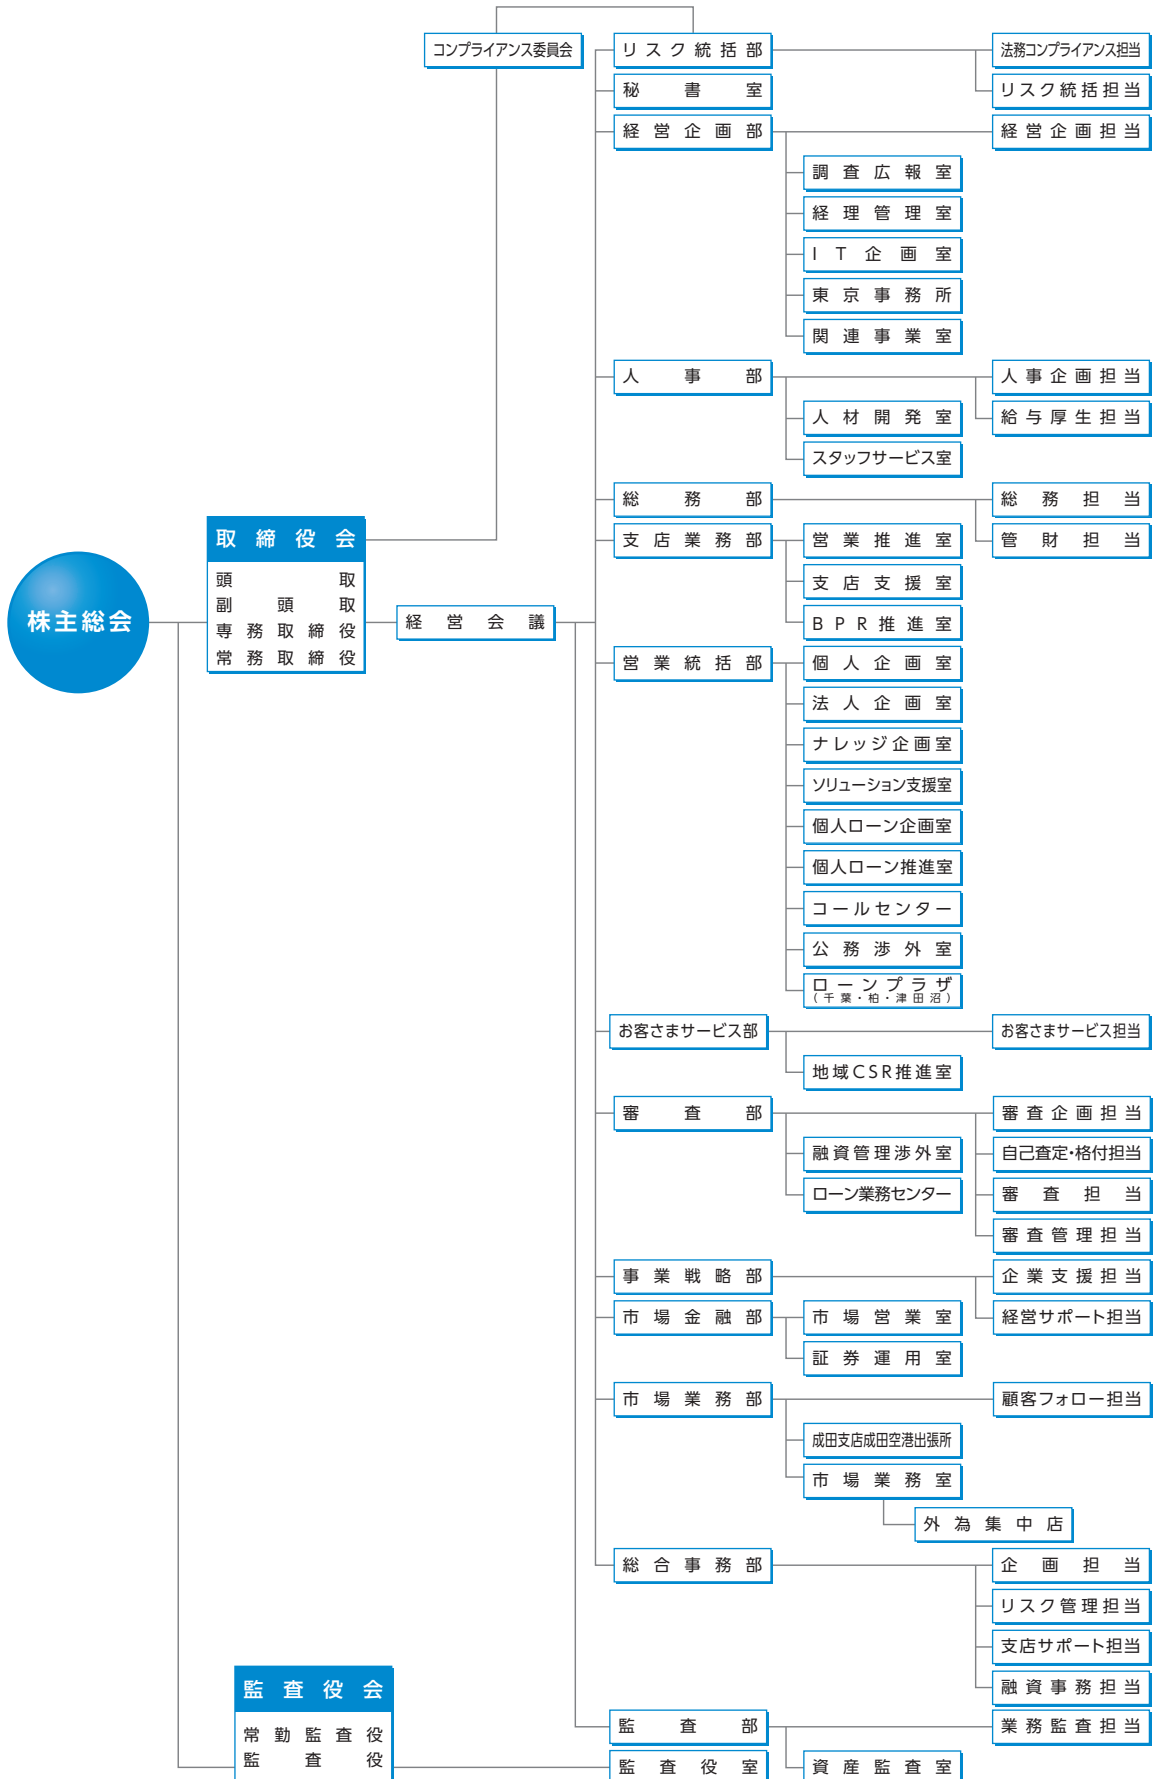 株主総会
取締役会
頭取
副頭取
専務取締役
常務取締役
監査役会
常勤監査役
監査役
コンプライアンス委員会
経営会議
リスク統括部
法務コンプライアンス担当
リスク統括担当
秘書室
経営企画部
経営企画担当
調査広報室
経理管理室
IT企画室
東京事務所
関連事業室
人事部
人事企画担当
人材開発室
給与厚生担当
スタッフサービス室
総務部
総務担当
管財担当
支店業務部
営業推進室
支店支援室
BPR推進室
営業統括部
個人企画室
法人企画室
ナレッジ企画室
ソリューション支援室
個人ローン企画室
個人ローン推進室
コールセンター
公務渉外室
ローンプラザ
(千葉・柏・津田沼)
お客さまサービス部
お客さまサービス担当
地域CSR推進室
審査部
審査企画担当
融資管理渉外室
自己査定・格付担当
ローン業務センター
審査担当
審査管理担当
事業戦略部
企業支援担当
経営サポート担当
市場金融部
市場営業室
証券運用室
市場業務部
顧客フォロー担当
成田支店成田空港出張所
市場業務室
外為集中店
総合事務部
企画担当
リスク管理担当
支店サポート担当
融資事務担当
監査部
業務監査担当
監査役室
資産監査室